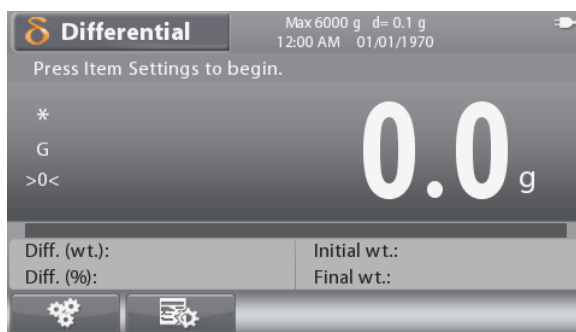 δ Differential
Max 6000 g d= 0.1 g
12:00 AM 01/01/1970
Press Item Settings to begin.
*
G
>0<
0.0 g
Diff. (wt.):
Initial wt.:
Diff. (%):
Final wt.: